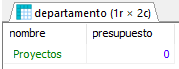 departamento (1r × 2c)
nombre presupuesto
Proyectos 0